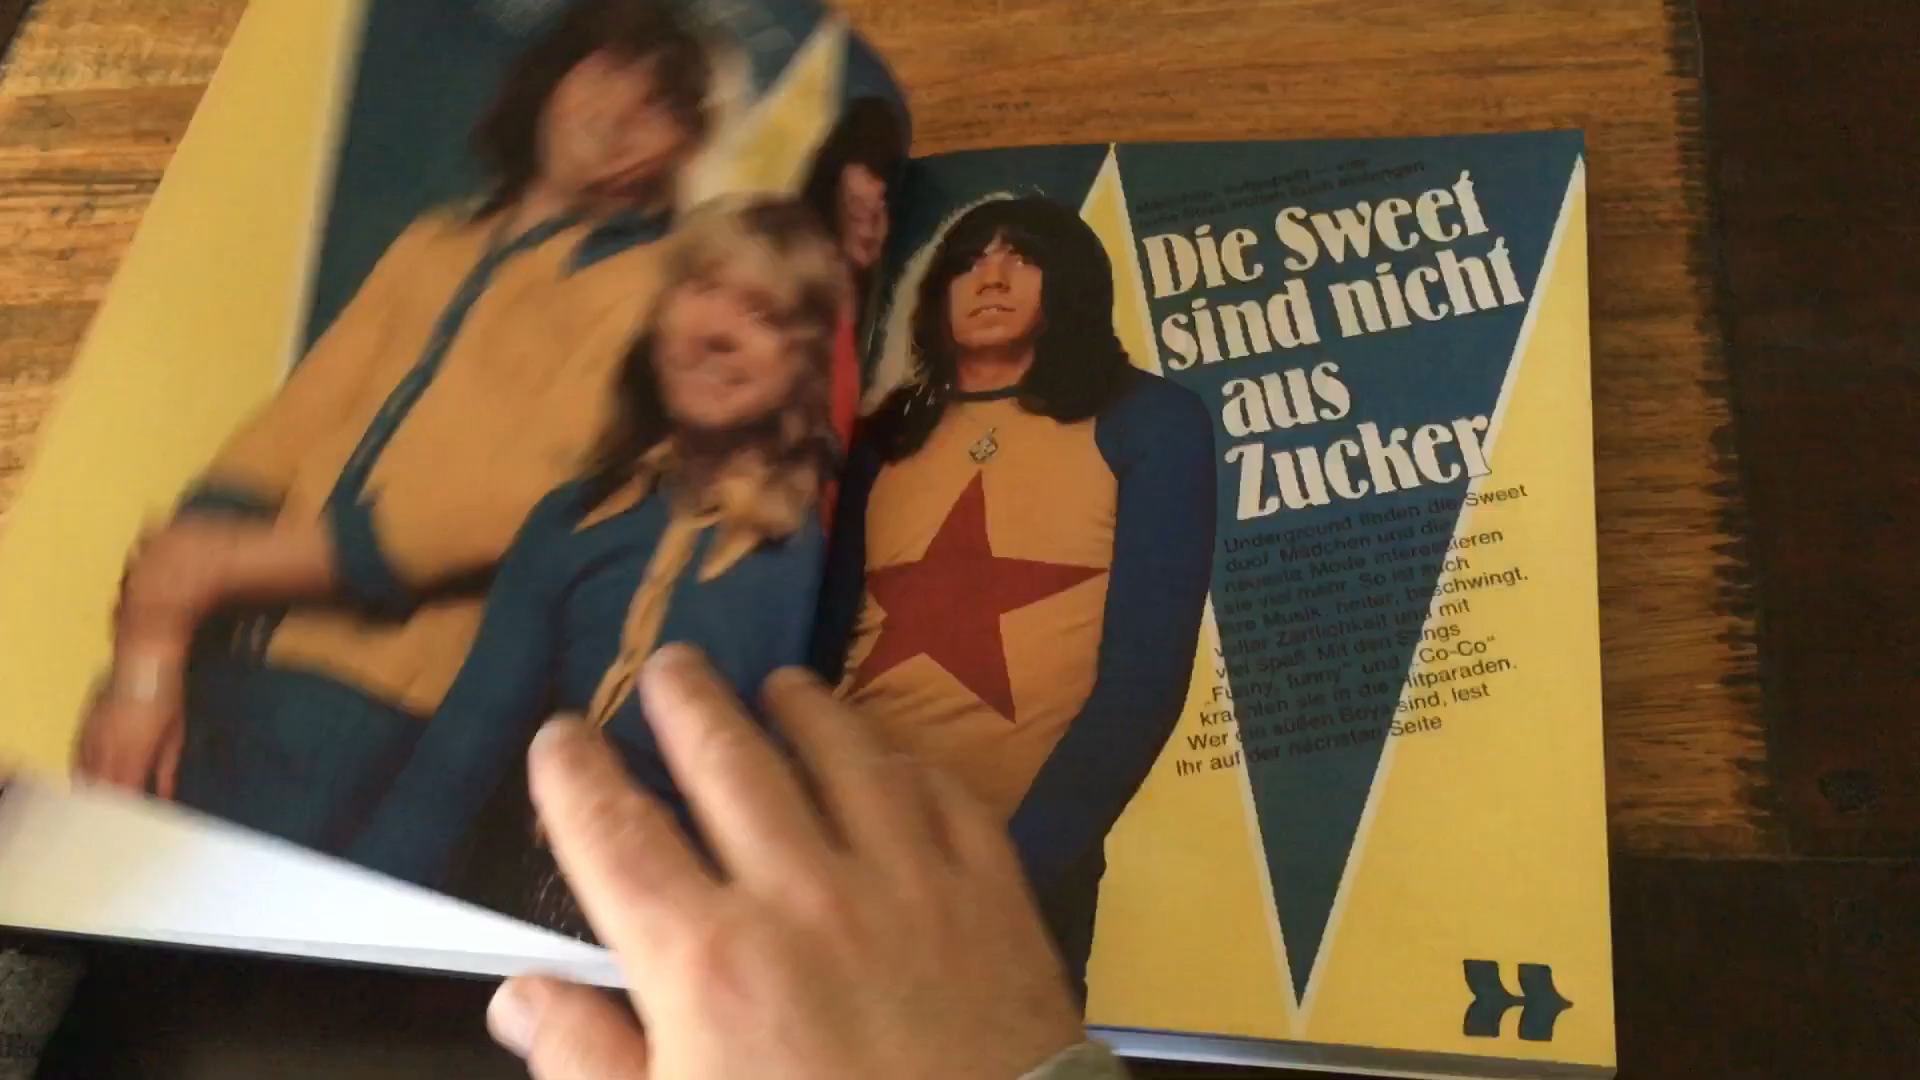 Die Sweet
sind nicht
aus
Zucker
Underground finden die Sweet
doof. Mädchen und die
neueste Mode interessieren
sie viel mehr. So ist auch
ihre Musik: heiter, beschwingt,
voller Zärtlichkeit und mit
viel Spaß. Mit den Songs
„Funny, funny" und „Co-Co"
krachten sie in die Hitparaden.
Wer die süßen Boys sind, lest
Ihr auf der nächsten Seite